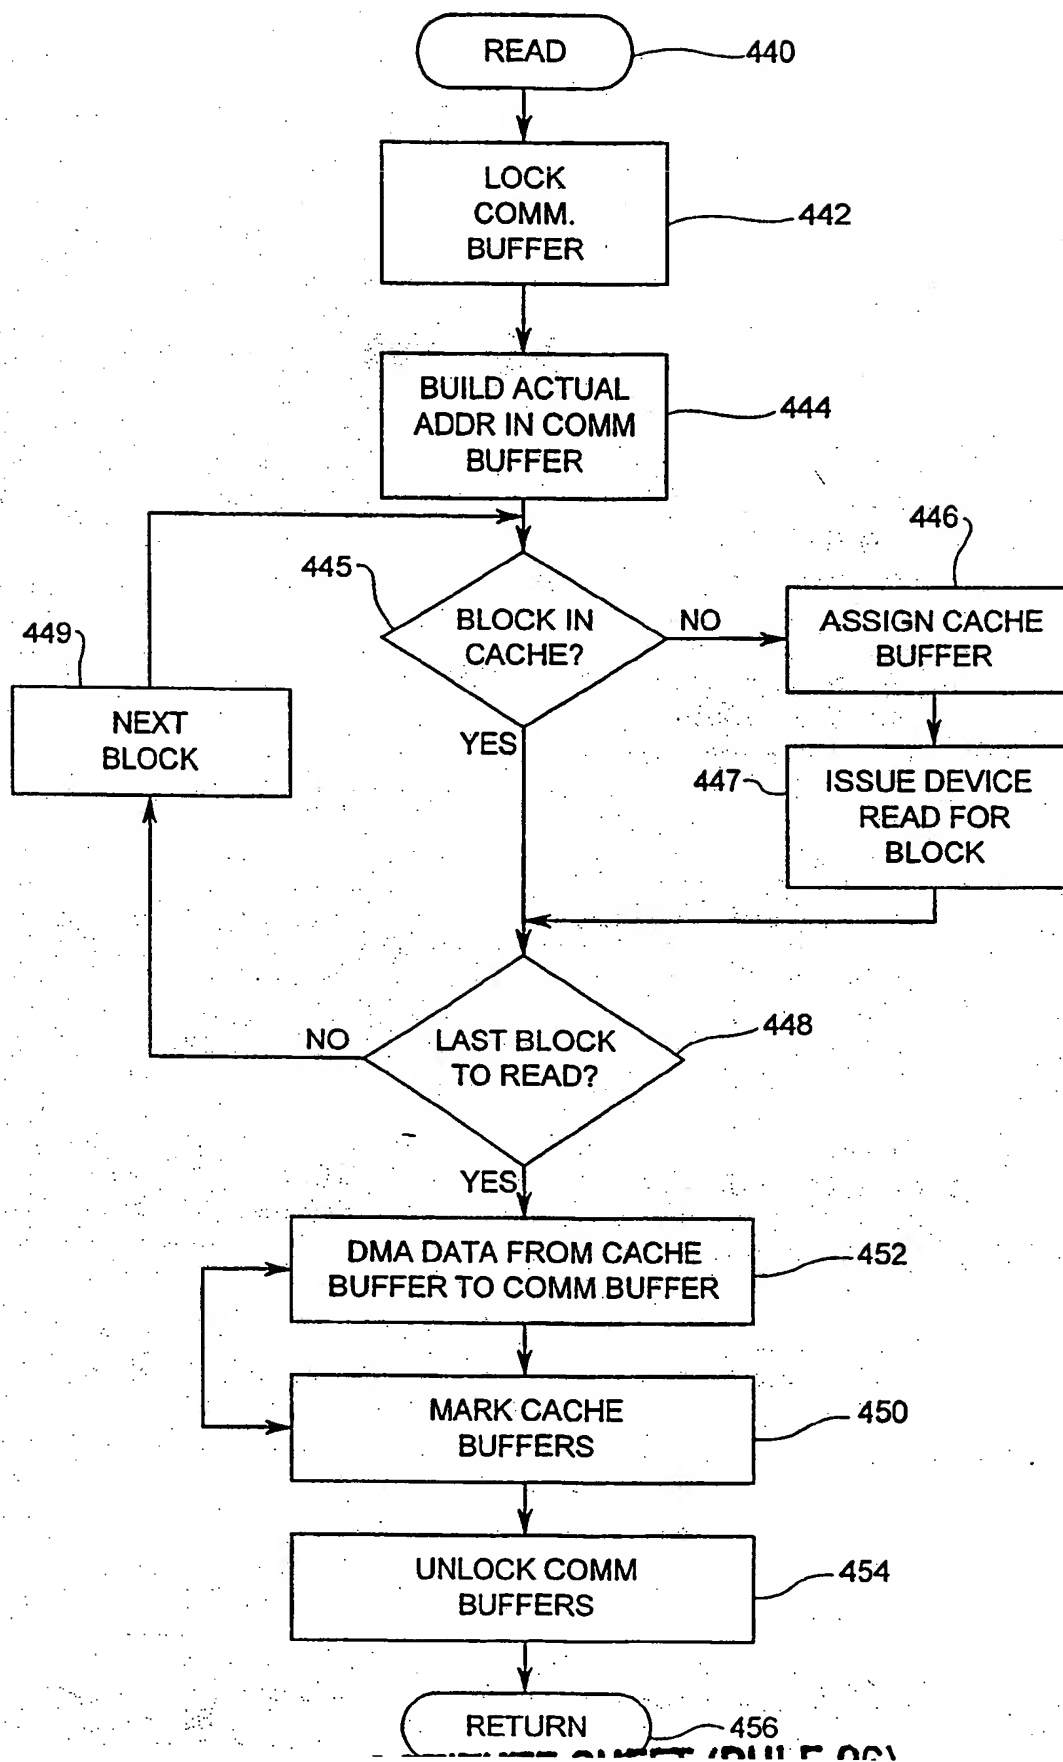 READ
440
LOCK
COMM.
BUFFER
442
BUILD ACTUAL
ADDR IN COMM
BUFFER
444
445
BLOCK IN
CACHE?
NO
YES
446
ASSIGN CACHE
BUFFER
447
ISSUE DEVICE
READ FOR
BLOCK
449
NEXT
BLOCK
448
LAST BLOCK
TO READ?
NO
YES
DMA DATA FROM CACHE
BUFFER TO COMM BUFFER
452
MARK CACHE
BUFFERS
450
UNLOCK COMM
BUFFERS
454
RETURN
456